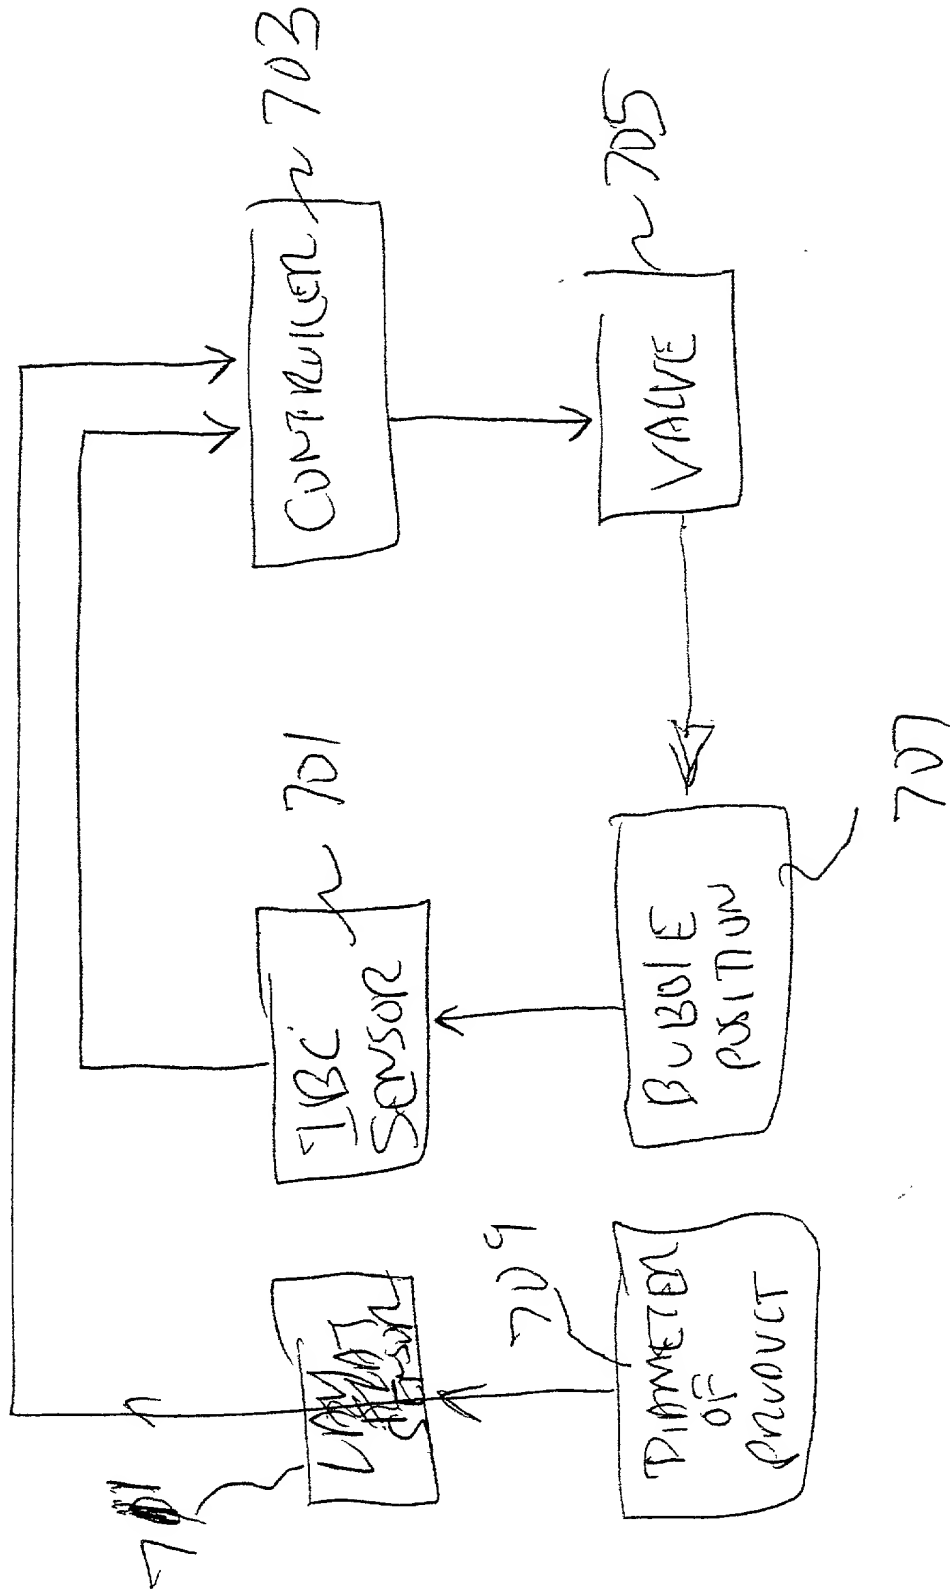 IBC
SENSOR
701
CONTROLLER
703
709
DIAMETER
OF
PRODUCT
BUBBLE
POSITION
707
VALVE
705